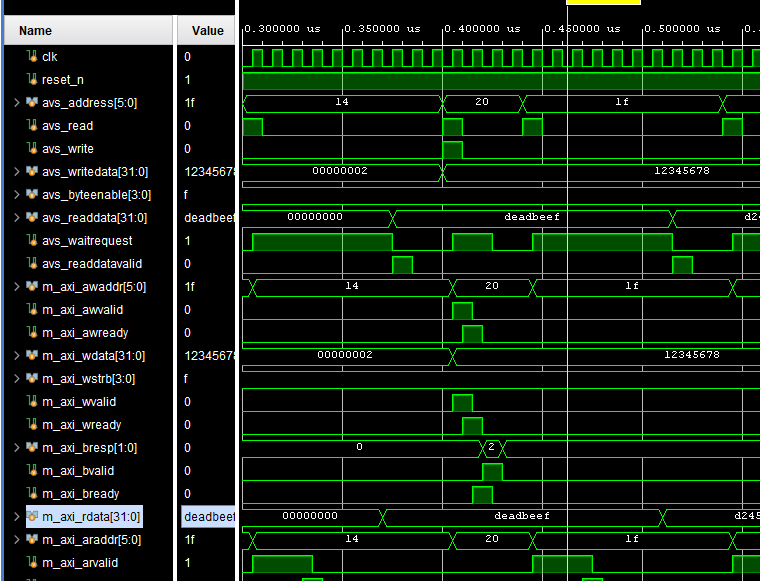 Name Value 0.300000 us 0.350000 us 0.400000 us 0.450000 us 0.500000 us
clk 0
reset_n 1
avs_address[5:0] 1f 14 20 1f
avs_read 0
avs_write 0
avs_writedata[31:0] 12345678 00000002 12345678
avs_byteenable[3:0] f
avs_readdata[31:0] deadbeef 00000000 deadbeef d24
avs_waitrequest 1
avs_readdatavalid 0
m_axi_awaddr[5:0] 1f 14 20 1f
m_axi_awvalid 0
m_axi_awready 0
m_axi_wdata[31:0] 12345678 00000002 12345678
m_axi_wstrb[3:0] f
m_axi_wvalid 0
m_axi_wready 0
m_axi_bresp[1:0] 0 0 2
m_axi_bvalid 0
m_axi_bready 0
m_axi_rdata[31:0] deadbeef 00000000 deadbeef d245
m_axi_araddr[5:0] 1f 14 20 1f
m_axi_arvalid 1